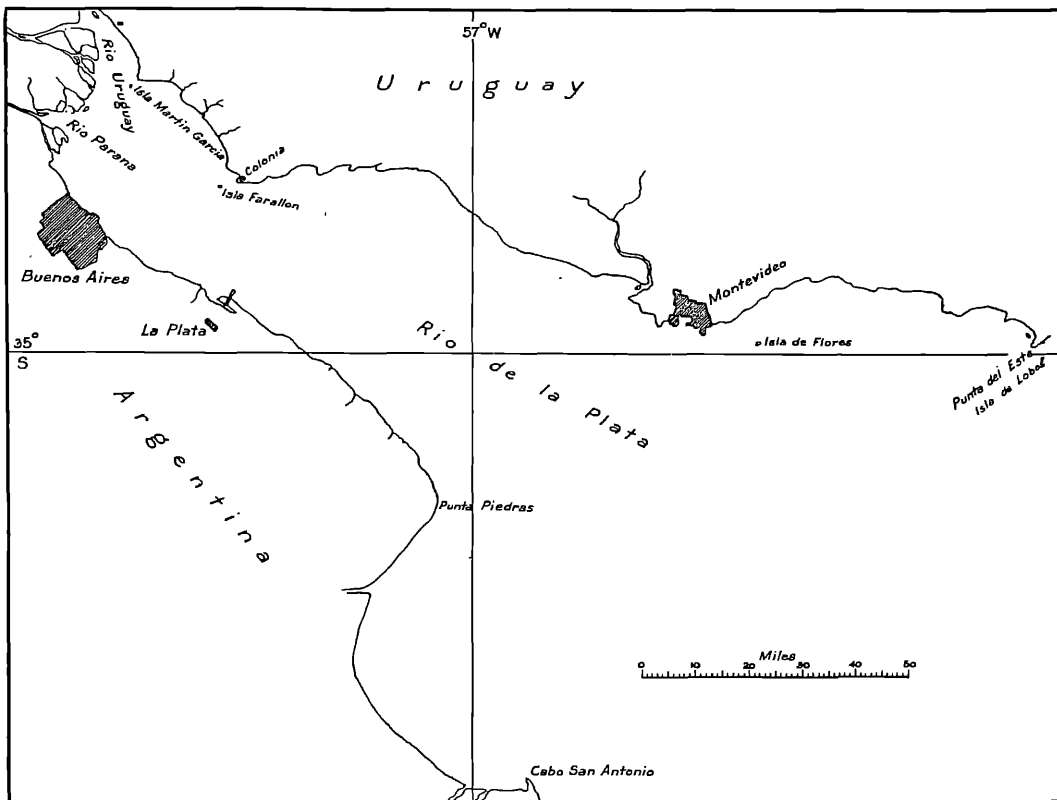 57°W
Uruguay
Rio Uruguay
Isla Martin Garcia
Rio Parana
Colonia
Isla Farallon
Buenos Aires
Montevideo
La Plata
Rio
de la Plata
Isla de Flores
35°
S
Punta del Este
Isla de Lobos
Argentina
Punta Piedras
Miles
0 10 20 30 40 50
Cabo San Antonio